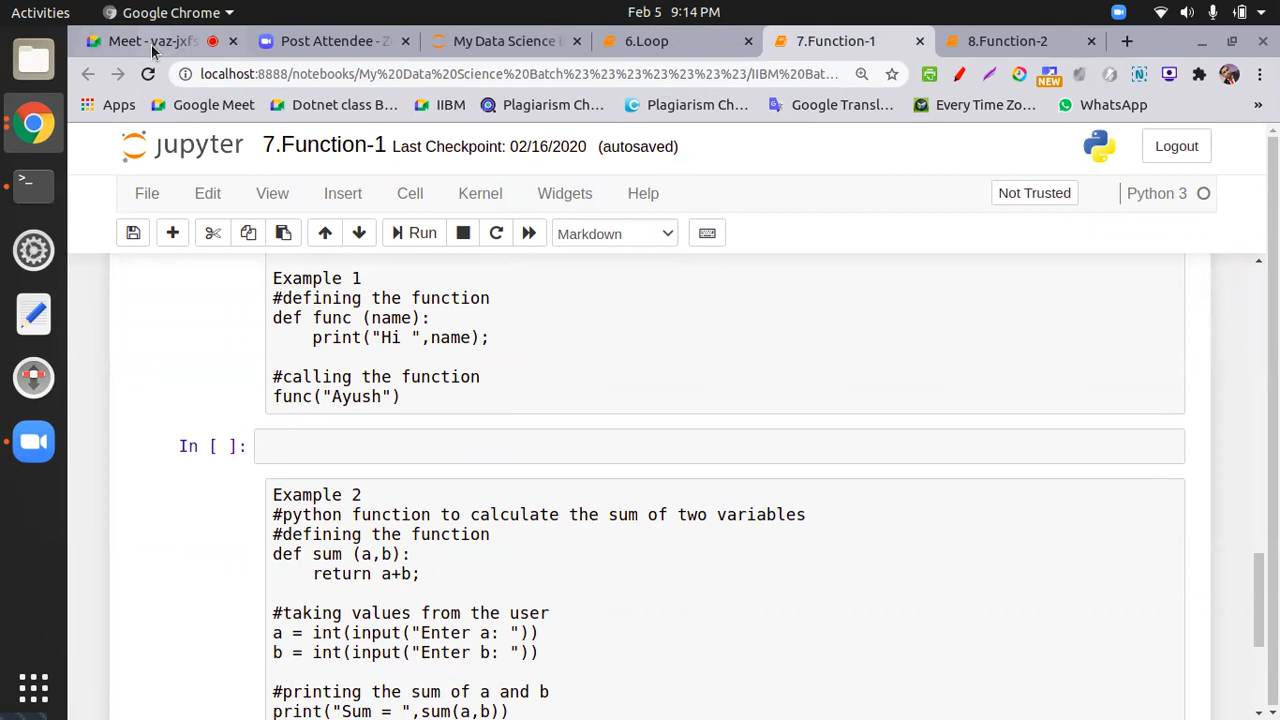 Activities
Google Chrome
Feb 5 9:14 PM
Meet - yaz-jxfs
Post Attendee - Z
My Data Science B
6.Loop
7.Function-1
8.Function-2
localhost:8888/notebooks/My%20Data%20Science%20Batch%23%23%23%23%23%23%23/IIBM%20Bat...
NEW
Apps
Google Meet
Dotnet class B...
IIBM
Plagiarism Ch...
Plagiarism Ch...
Google Transl...
Every Time Zo...
WhatsApp
»
jupyter
7.Function-1 Last Checkpoint: 02/16/2020 (autosaved)
Logout
File
Edit
View
Insert
Cell
Kernel
Widgets
Help
Not Trusted
Python 3
Run
Markdown
Example 1
#defining the function
def func (name):
    print("Hi ",name);
#calling the function
func("Ayush")
In [ ]:
Example 2
#python function to calculate the sum of two variables
#defining the function
def sum (a,b):
    return a+b;
#taking values from the user
a = int(input("Enter a: "))
b = int(input("Enter b: "))
#printing the sum of a and b
print("Sum = ",sum(a,b))